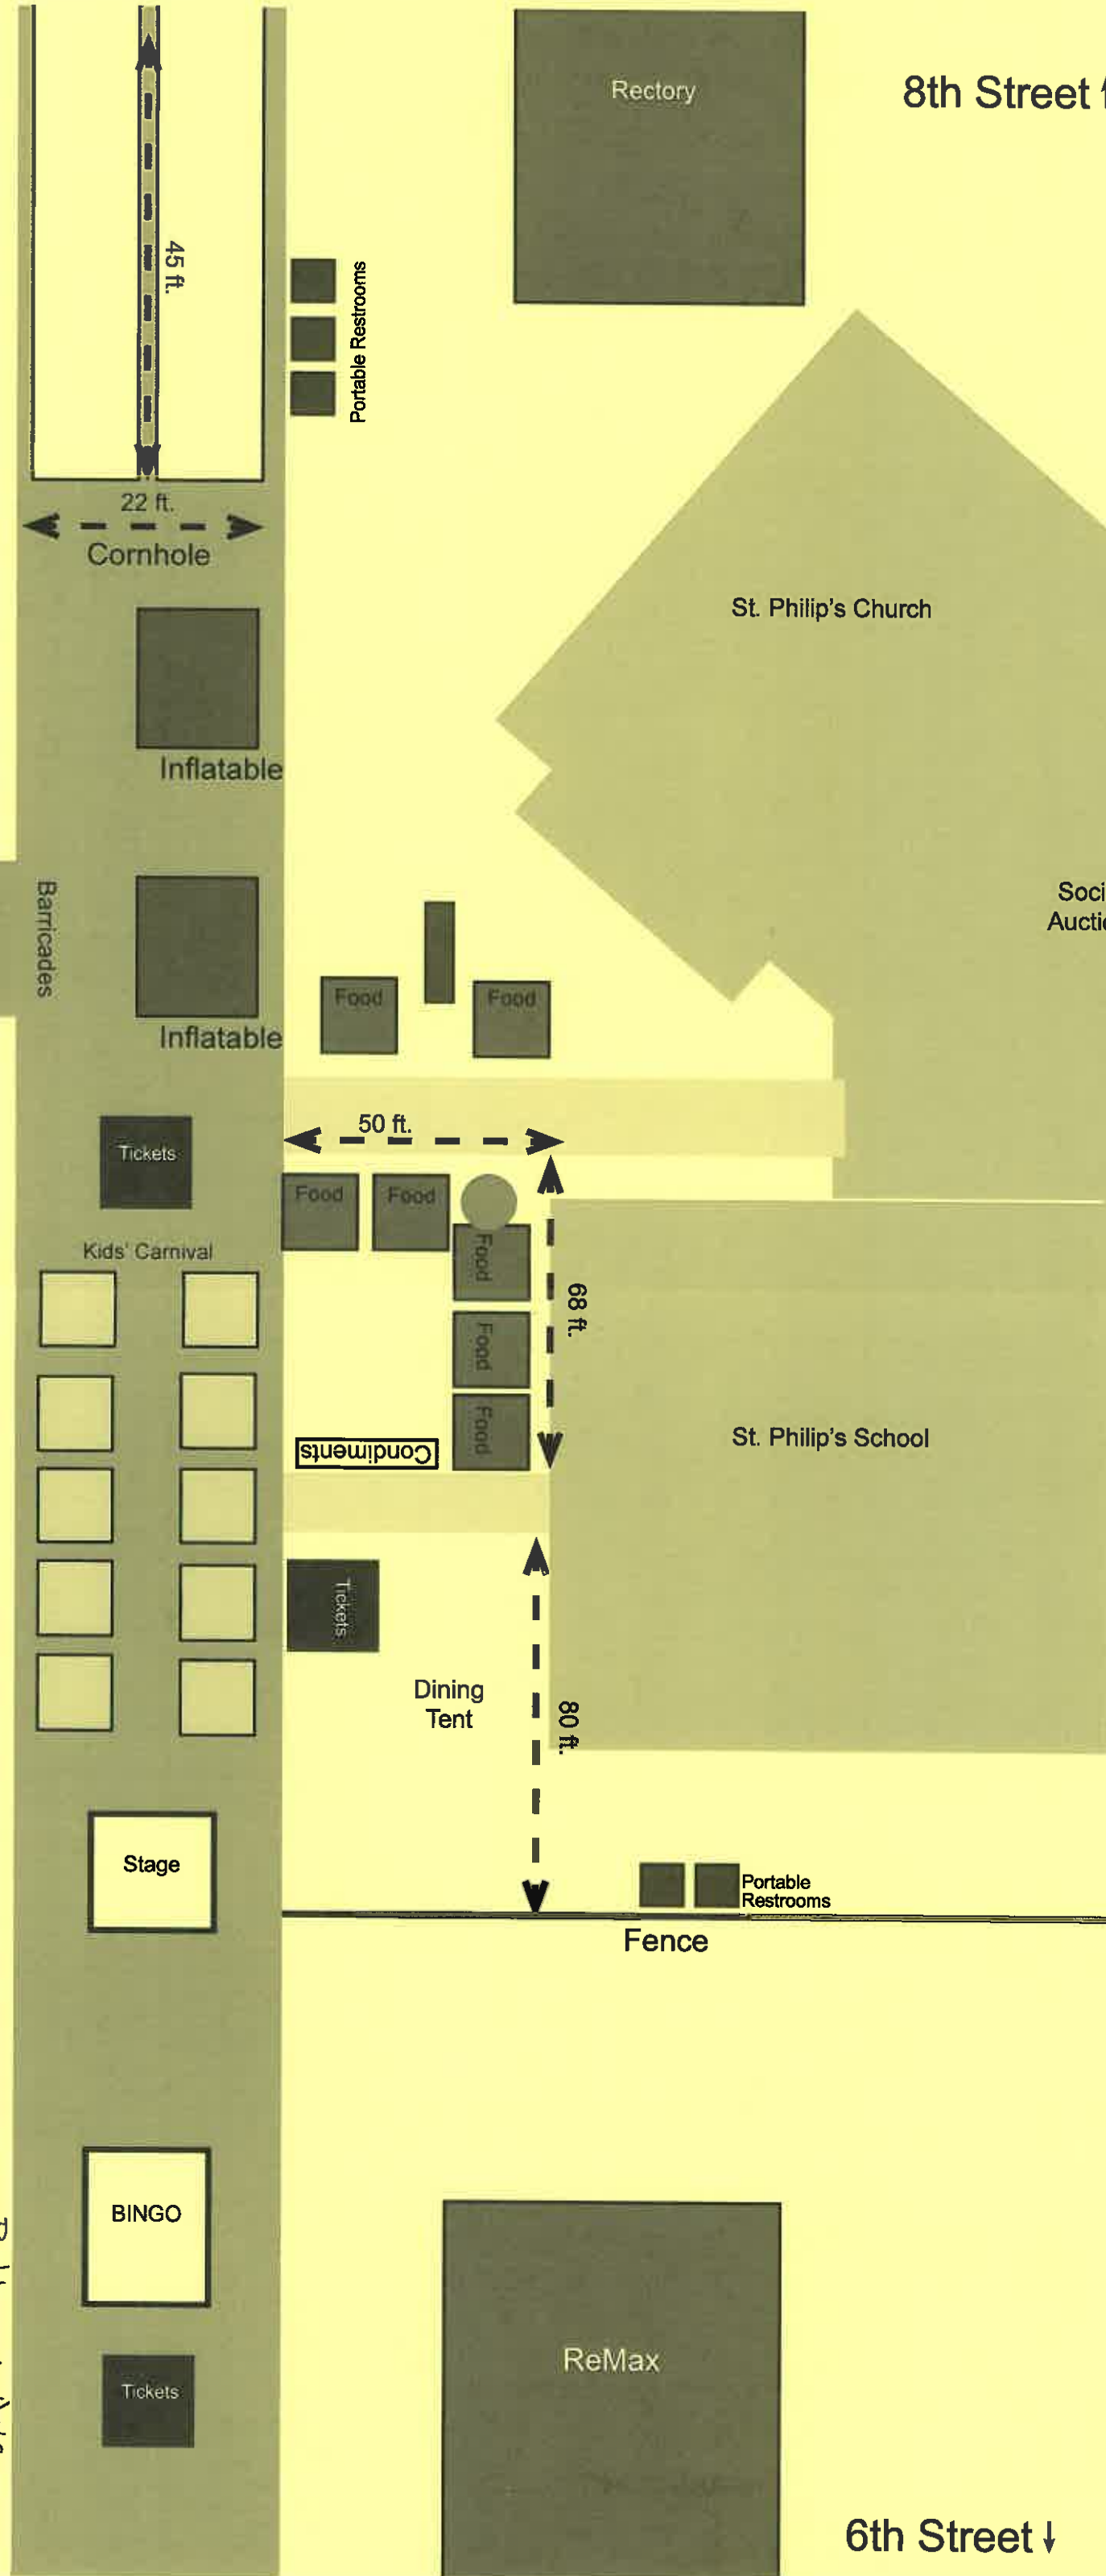 Rectory
8th Street
45 ft.
Portable Restrooms
22 ft.
Cornhole
St. Philip's Church
Inflatable
Barricades
Inflatable
Food
Food
50 ft.
Tickets
Food
Food
Food
68 ft.
Kids' Carnival
Food
Food
Condiments
St. Philip's School
Tickets
Dining
Tent
80 ft.
Stage
Portable
Restrooms
Fence
BINGO
ReMax
Tickets
6th Street ↓